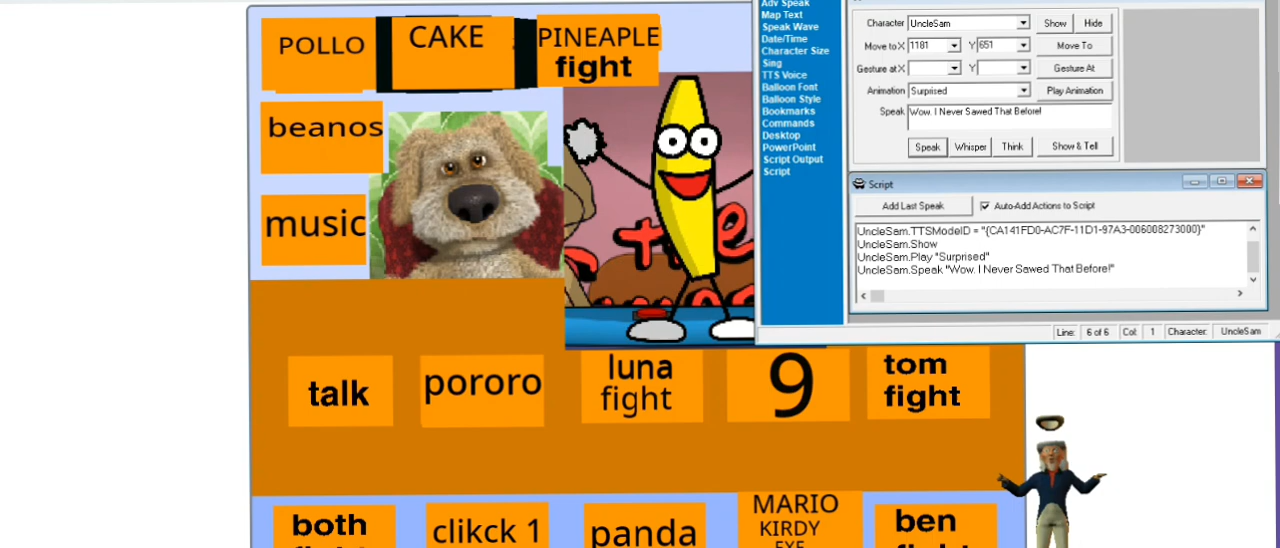 POLLO
CAKE
PINEAPLE
fight
beanos
music
the
talk
pororo
luna
fight
9
tom
fight
both
fight
clikck 1
panda
MARIO
KIRDY
EYE
ben
fight
Adv Speak
Map Text
Speak Wave
Date/Time
Character Size
Sing
TTS Voice
Balloon Font
Balloon Style
Bookmarks
Commands
Desktop
PowerPoint
Script Output
Script
Character UncleSam Show Hide
Move to X 1181 Y 651 Move To
Gesture at X Y Gesture At
Animation Surprised Play Animation
Speak Wow. I Never Sawed That Before!
Speak Whisper Think Show & Tell
Script
Add Last Speak Auto-Add Actions to Script
UncleSam.TTSModeID = "{CA141FD0-AC7F-11D1-97A3-006008273000}"
UncleSam.Show
UncleSam.Play "Surprised"
UncleSam.Speak "Wow. I Never Sawed That Before!"
Line: 6 of 6 Col: 1 Character: UncleSam